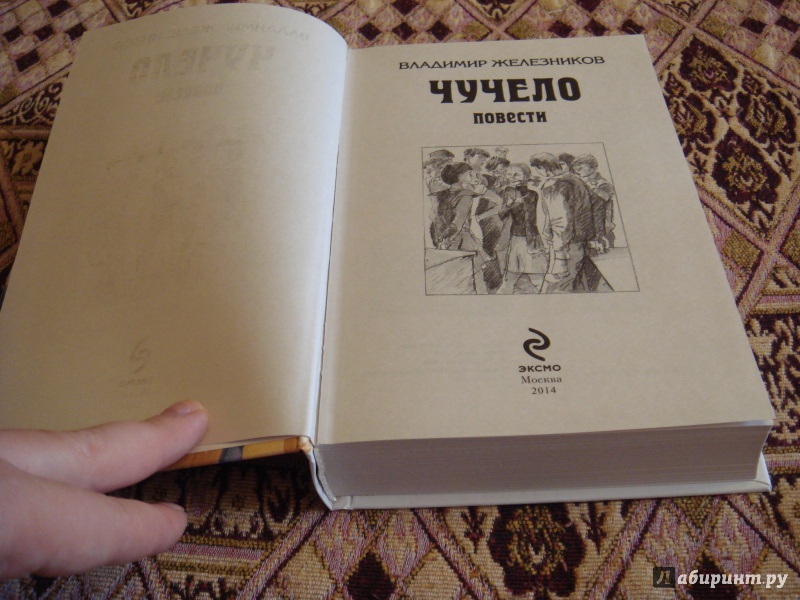 ВЛАДИМИР ЖЕЛЕЗНИКОВ
ЧУЧЕЛО
ПОВЕСТИ
ЭКСМО
Москва
2014
Лабиринт.ру